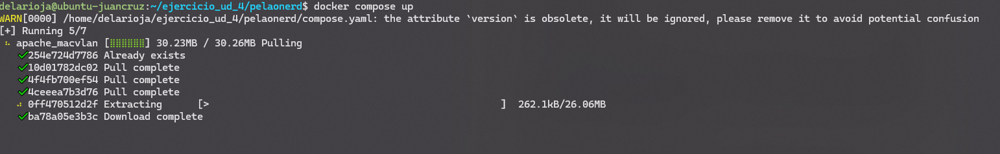 delarioja@ubuntu-juancruz:~/ejercicio_ud_4/pelaonerd$ docker compose up
WARN[0000] /home/delarioja/ejercicio_ud_4/pelaonerd/compose.yaml: the attribute `version` is obsolete, it will be ignored, please remove it to avoid potential confusion
[+] Running 5/7
⠦ apache_macvlan [⣿⣿⣿⣿⣿⣿] 30.23MB / 30.26MB Pulling
✔254e724d7786 Already exists
✔10d01782dc02 Pull complete
✔4f4fb700ef54 Pull complete
✔4ceeea7b3d76 Pull complete
⠴ 0ff470512d2f Extracting [> ] 262.1kB/26.06MB
✔ba78a05e3b3c Download complete